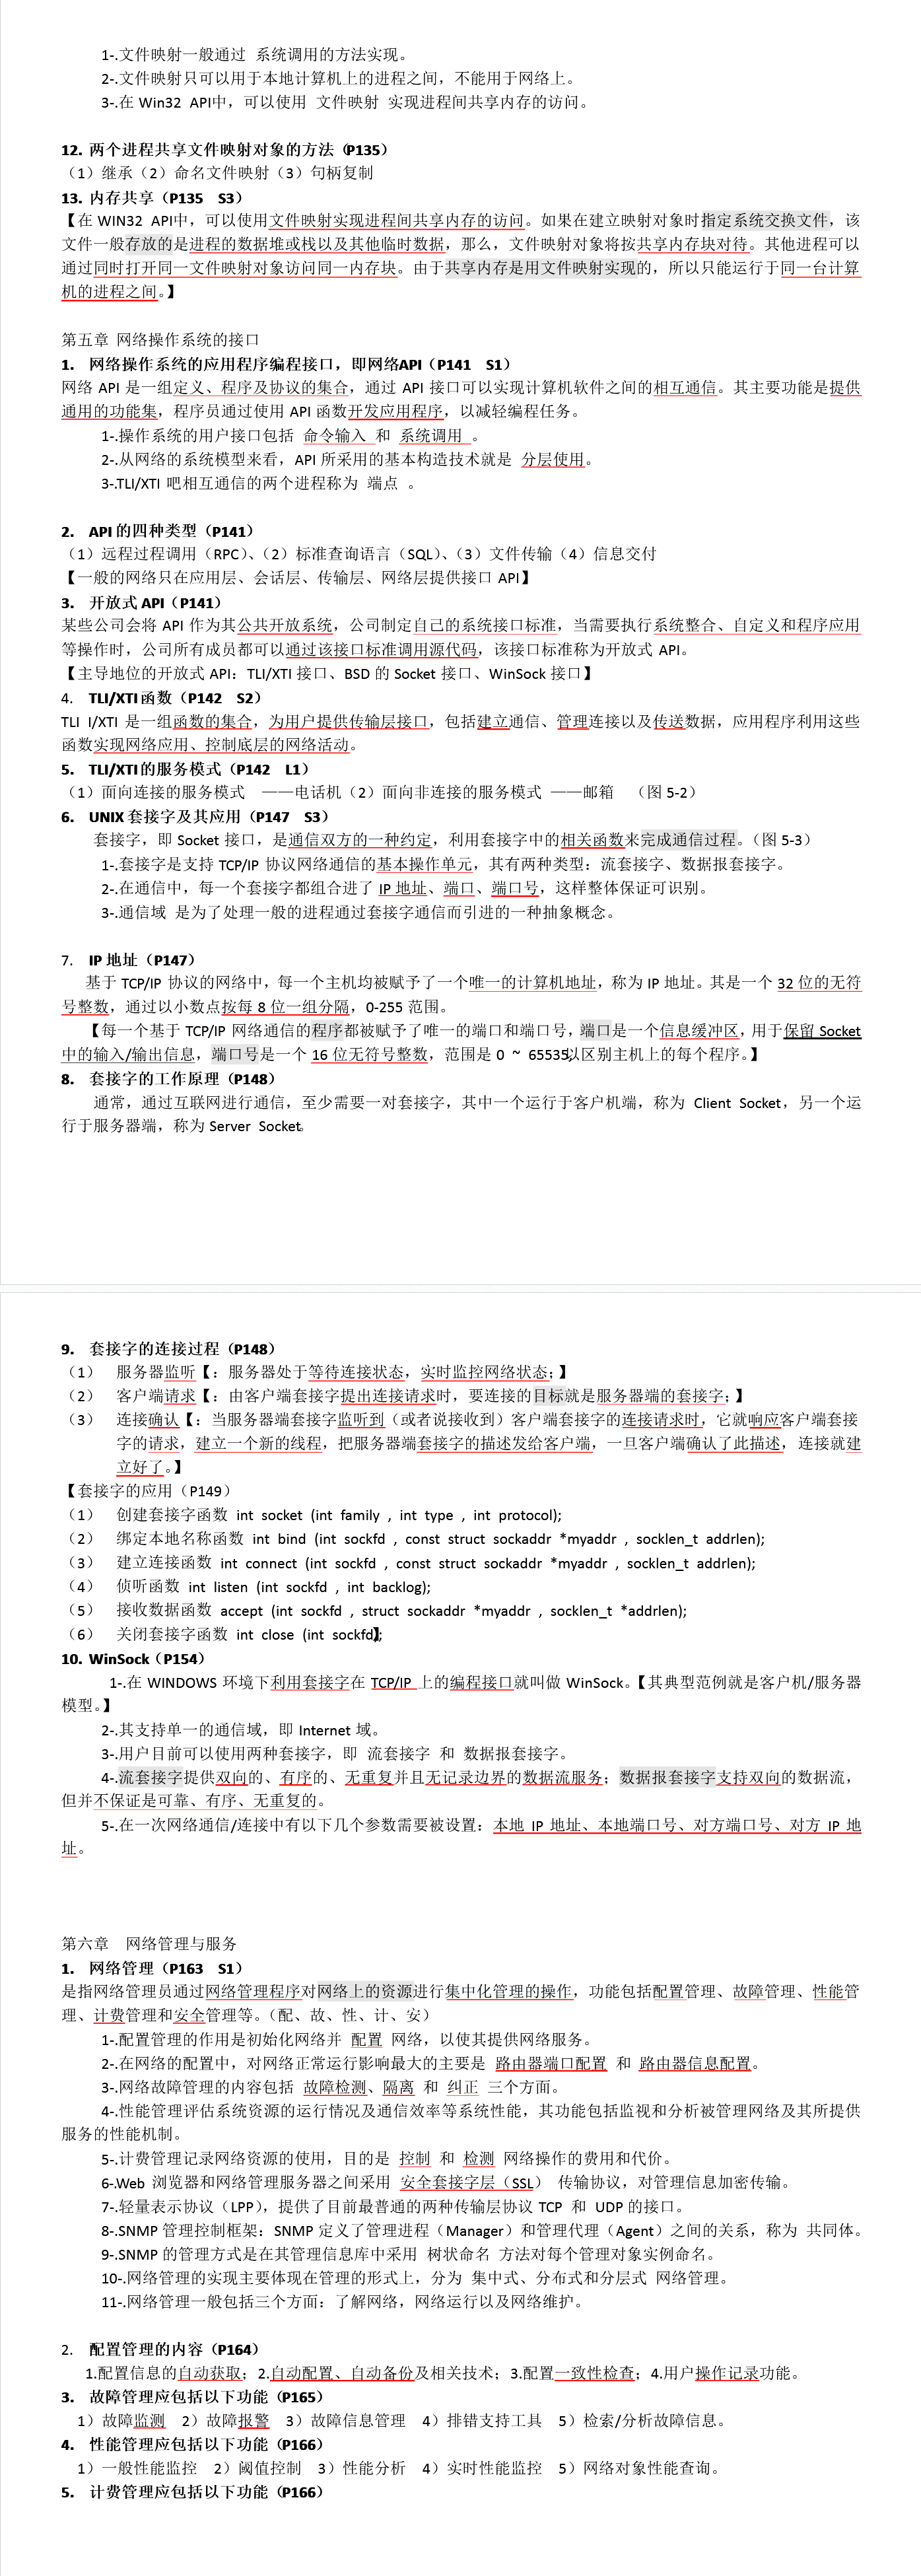 1-.文件映射一般通过 系统调用的方法实现。
2-.文件映射只可以用于本地计算机上的进程之间，不能用于网络上。
3-.在 Win32 API中，可以使用 文件映射 实现进程间共享内存的访问。
12. 两个进程共享文件映射对象的方法（P135）
（1）继承（2）命名文件映射（3）句柄复制
13. 内存共享（P135 S3）
【在 WIN32 API中，可以使用文件映射实现进程间共享内存的访问。如果在建立映射对象时指定系统交换文件，该
文件一般存放的是进程的数据堆或栈以及其他临时数据，那么，文件映射对象将按共享内存块对待。其他进程可以
通过同时打开同一文件映射对象访问同一内存块。由于共享内存是用文件映射实现的，所以只能运行于同一台计算
机的进程之间。】
第五章 网络操作系统的接口
1. 网络操作系统的应用程序编程接口，即网络API（P141 S1）
网络 API 是一组定义、程序及协议的集合，通过 API 接口可以实现计算机软件之间的相互通信。其主要功能是提供
通用的功能集，程序员通过使用 API 函数开发应用程序，以减轻编程任务。
1-.操作系统的用户接口包括 命令输入 和 系统调用 。
2-.从网络的系统模型来看，API 所采用的基本构造技术就是 分层使用。
3-.TLI/XTI 吧相互通信的两个进程称为 端点 。
2. API 的四种类型（P141）
（1）远程过程调用（RPC）、（2）标准查询语言（SQL）、（3）文件传输（4）信息交付
【一般的网络只在应用层、会话层、传输层、网络层提供接口 API】
3. 开放式 API（P141）
某些公司会将 API 作为其公共开放系统，公司制定自己的系统接口标准，当需要执行系统整合、自定义和程序应用
等操作时，公司所有成员都可以通过该接口标准调用源代码，该接口标准称为开放式 API。
【主导地位的开放式 API：TLI/XTI 接口、BSD 的 Socket 接口、WinSock 接口】
4. TLI/XTI 函数（P142 S2）
TLI I/XTI 是一组函数的集合，为用户提供传输层接口，包括建立通信、管理连接以及传送数据，应用程序利用这些
函数实现网络应用、控制底层的网络活动。
5. TLI/XTI 的服务模式（P142 L1）
（1）面向连接的服务模式 ——电话机（2）面向非连接的服务模式 ——邮箱 （图 5-2）
6. UNIX 套接字及其应用（P147 S3）
套接字，即 Socket 接口，是通信双方的一种约定，利用套接字中的相关函数来完成通信过程。（图 5-3）
1-.套接字是支持 TCP/IP 协议网络通信的基本操作单元，其有两种类型：流套接字、数据报套接字。
2-.在通信中，每一个套接字都组合进了 IP 地址、端口、端口号，这样整体保证可识别。
3-.通信域 是为了处理一般的进程通过套接字通信而引进的一种抽象概念。
7. IP 地址（P147）
基于 TCP/IP 协议的网络中，每一个主机均被赋予了一个唯一的计算机地址，称为 IP 地址。其是一个 32 位的无符
号整数，通过以小数点按每 8 位一组分隔，0-255 范围。
【每一个基于 TCP/IP 网络通信的程序都被赋予了唯一的端口和端口号，端口是一个信息缓冲区，用于保留 Socket
中的输入/输出信息，端口号是一个 16 位无符号整数，范围是 0 ~ 65535,以区别主机上的每个程序。】
8. 套接字的工作原理（P148）
通常，通过互联网进行通信，至少需要一对套接字，其中一个运行于客户机端，称为 Client Socket，另一个运
行于服务器端，称为 Server Socket。
9. 套接字的连接过程（P148）
（1） 服务器监听【：服务器处于等待连接状态，实时监控网络状态；】
（2） 客户端请求【：由客户端套接字提出连接请求时，要连接的目标就是服务器端的套接字；】
（3） 连接确认【：当服务器端套接字监听到（或者说接收到）客户端套接字的连接请求时，它就响应客户端套接
字的请求，建立一个新的线程，把服务器端套接字的描述发给客户端，一旦客户端确认了此描述，连接就建
立好了。】
【套接字的应用（P149）
（1） 创建套接字函数 int socket (int family , int type , int protocol);
（2） 绑定本地名称函数 int bind (int sockfd , const struct sockaddr *myaddr , socklen_t addrlen);
（3） 建立连接函数 int connect (int sockfd , const struct sockaddr *myaddr , socklen_t addrlen);
（4） 侦听函数 int listen (int sockfd , int backlog);
（5） 接收数据函数 accept (int sockfd , struct sockaddr *myaddr , socklen_t *addrlen);
（6） 关闭套接字函数 int close (int sockfd);】
10. WinSock（P154）
1-.在 WINDOWS 环境下利用套接字在 TCP/IP 上的编程接口就叫做 WinSock。【其典型范例就是客户机/服务器
模型。】
2-.其支持单一的通信域，即 Internet 域。
3-.用户目前可以使用两种套接字，即 流套接字 和 数据报套接字。
4-.流套接字提供双向的、有序的、无重复并且无记录边界的数据流服务；数据报套接字支持双向的数据流，
但并不保证是可靠、有序、无重复的。
5-.在一次网络通信/连接中有以下几个参数需要被设置：本地 IP 地址、本地端口号、对方端口号、对方 IP 地
址。
第六章 网络管理与服务
1. 网络管理（P163 S1）
是指网络管理员通过网络管理程序对网络上的资源进行集中化管理的操作，功能包括配置管理、故障管理、性能管
理、计费管理和安全管理等。（配、故、性、计、安）
1-.配置管理的作用是初始化网络并 配置 网络，以使其提供网络服务。
2-.在网络的配置中，对网络正常运行影响最大的主要是 路由器端口配置 和 路由器信息配置。
3-.网络故障管理的内容包括 故障检测、隔离 和 纠正 三个方面。
4-.性能管理评估系统资源的运行情况及通信效率等系统性能，其功能包括监视和分析被管理网络及其所提供
服务的性能机制。
5-.计费管理记录网络资源的使用，目的是 控制 和 检测 网络操作的费用和代价。
6-.Web 浏览器和网络管理服务器之间采用 安全套接字层（SSL） 传输协议，对管理信息加密传输。
7-.轻量表示协议（LPP），提供了目前最普通的两种传输层协议 TCP 和 UDP 的接口。
8-.SNMP 管理控制框架：SNMP 定义了管理进程（Manager）和管理代理（Agent）之间的关系，称为 共同体。
9-.SNMP 的管理方式是在其管理信息库中采用 树状命名 方法对每个管理对象实例命名。
10-.网络管理的实现主要体现在管理的形式上，分为 集中式、分布式和分层式 网络管理。
11-.网络管理一般包括三个方面：了解网络，网络运行以及网络维护。
2. 配置管理的内容（P164）
1.配置信息的自动获取；2.自动配置、自动备份及相关技术；3.配置一致性检查；4.用户操作记录功能。
3. 故障管理应包括以下功能（P165）
1）故障监测 2）故障报警 3）故障信息管理 4）排错支持工具 5）检索/分析故障信息。
4. 性能管理应包括以下功能（P166）
1）一般性能监控 2）阈值控制 3）性能分析 4）实时性能监控 5）网络对象性能查询。
5. 计费管理应包括以下功能（P166）